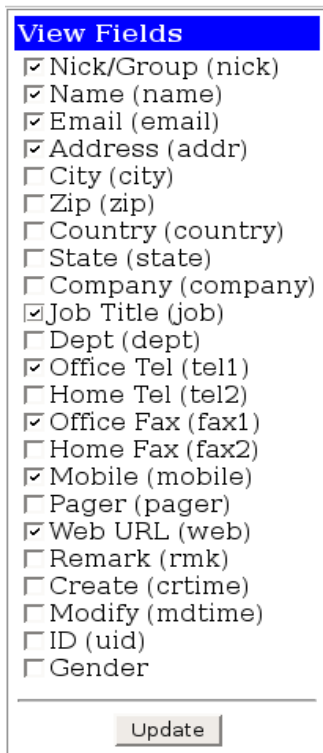 View Fields
Nick/Group (nick)
Name (name)
Email (email)
Address (addr)
City (city)
Zip (zip)
Country (country)
State (state)
Company (company)
Job Title (job)
Dept (dept)
Office Tel (tel1)
Home Tel (tel2)
Office Fax (fax1)
Home Fax (fax2)
Mobile (mobile)
Pager (pager)
Web URL (web)
Remark (rmk)
Create (crtime)
Modify (mdtime)
ID (uid)
Gender
Update